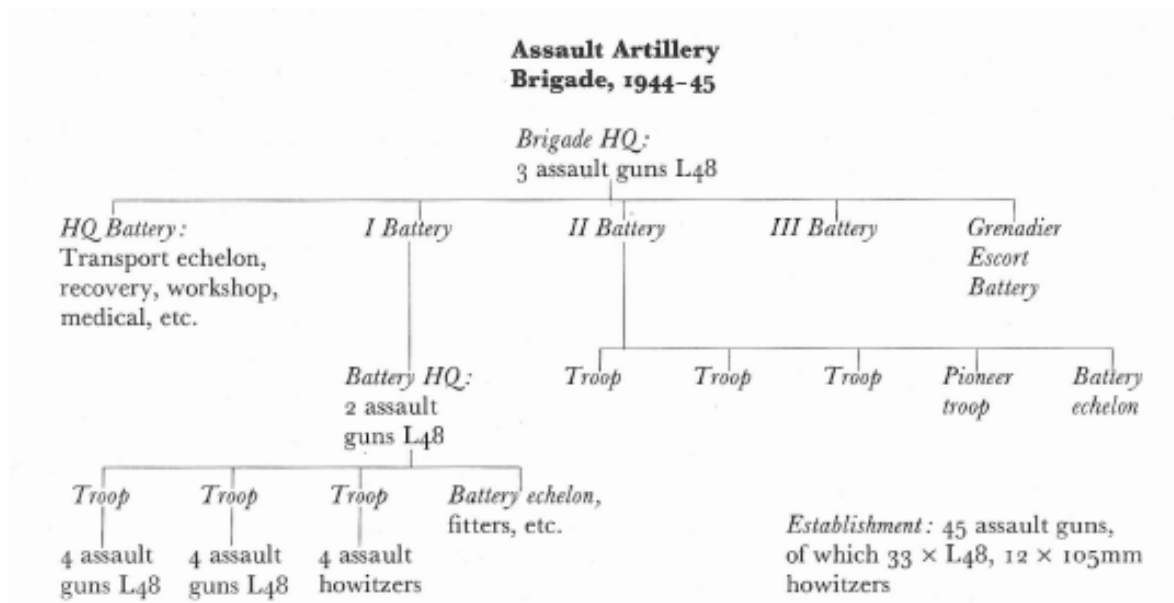 Assault Artillery
Brigade, 1944–45
Brigade HQ:
3 assault guns L48
HQ Battery:
Transport echelon,
recovery, workshop,
medical, etc.
I Battery
II Battery
III Battery
Grenadier
Escort
Battery
Battery HQ:
2 assault
guns L48
Troop
Troop
Troop
Pioneer
troop
Battery
echelon
Troop
Troop
Troop
Battery echelon,
fitters, etc.
4 assault
guns L48
4 assault
guns L48
4 assault
howitzers
Establishment: 45 assault guns,
of which 33 × L48, 12 × 105mm
howitzers